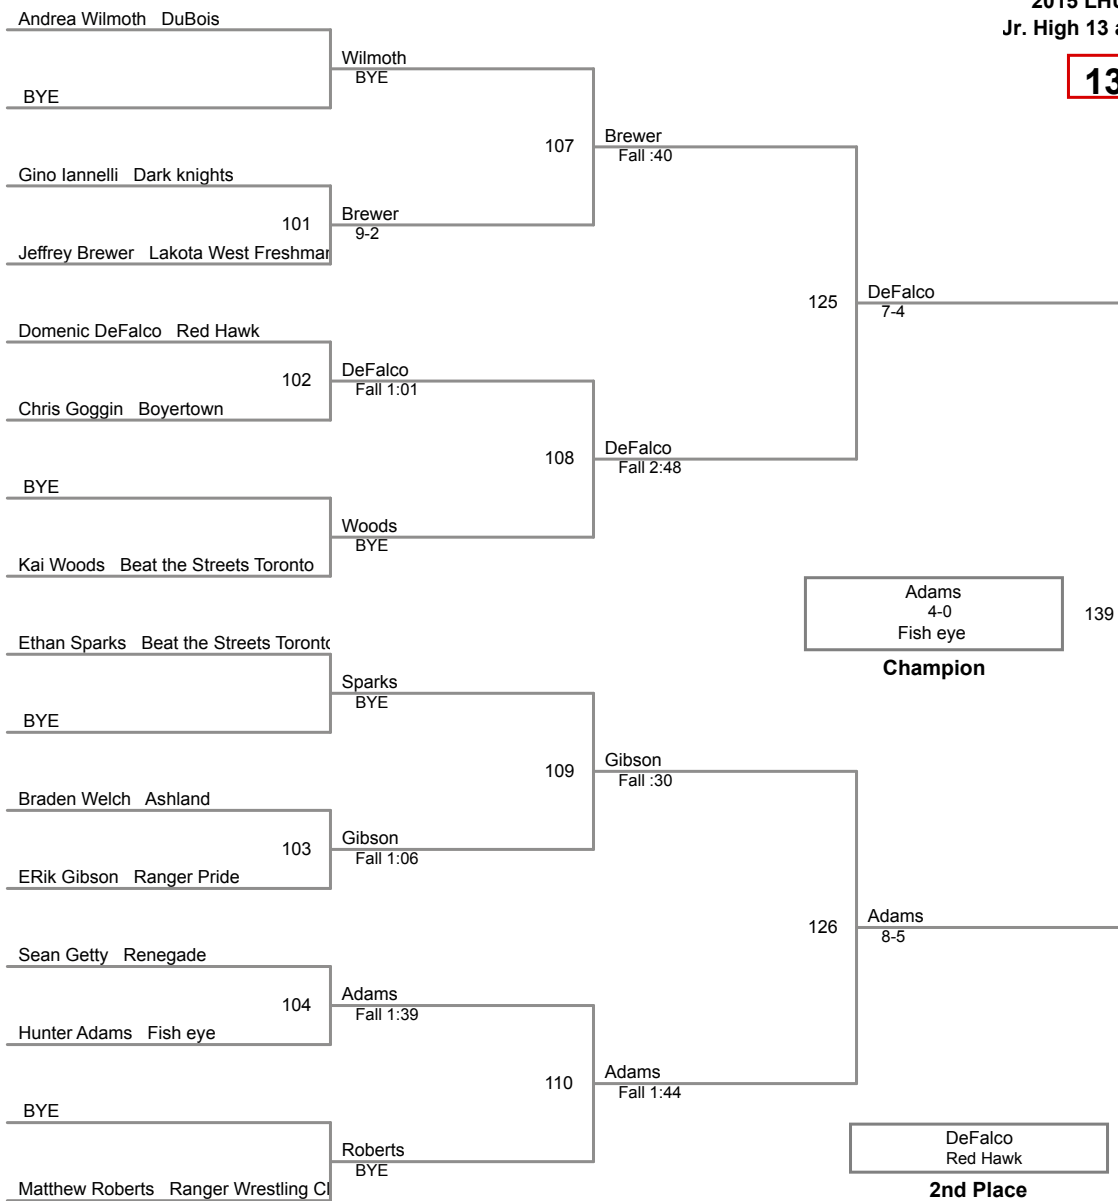 2015 LH
Jr. High 13
13
Andrea Wilmoth DuBois
Wilmoth
BYE
BYE
107
Brewer
Fall :40
Gino Iannelli Dark knights
101
Brewer
9-2
Jeffrey Brewer Lakota West Freshman
125
DeFalco
7-4
Domenic DeFalco Red Hawk
102
DeFalco
Fall 1:01
Chris Goggin Boyertown
108
DeFalco
Fall 2:48
BYE
Woods
BYE
Kai Woods Beat the Streets Toronto
Adams
4-0
Fish eye
139
Champion
Ethan Sparks Beat the Streets Toronto
Sparks
BYE
BYE
109
Gibson
Fall :30
Braden Welch Ashland
103
Gibson
Fall 1:06
ERik Gibson Ranger Pride
126
Adams
8-5
Sean Getty Renegade
104
Adams
Fall 1:39
Hunter Adams Fish eye
110
Adams
Fall 1:44
BYE
Roberts
BYE
Matthew Roberts Ranger Wrestling Cl
DeFalco
Red Hawk
2nd Place